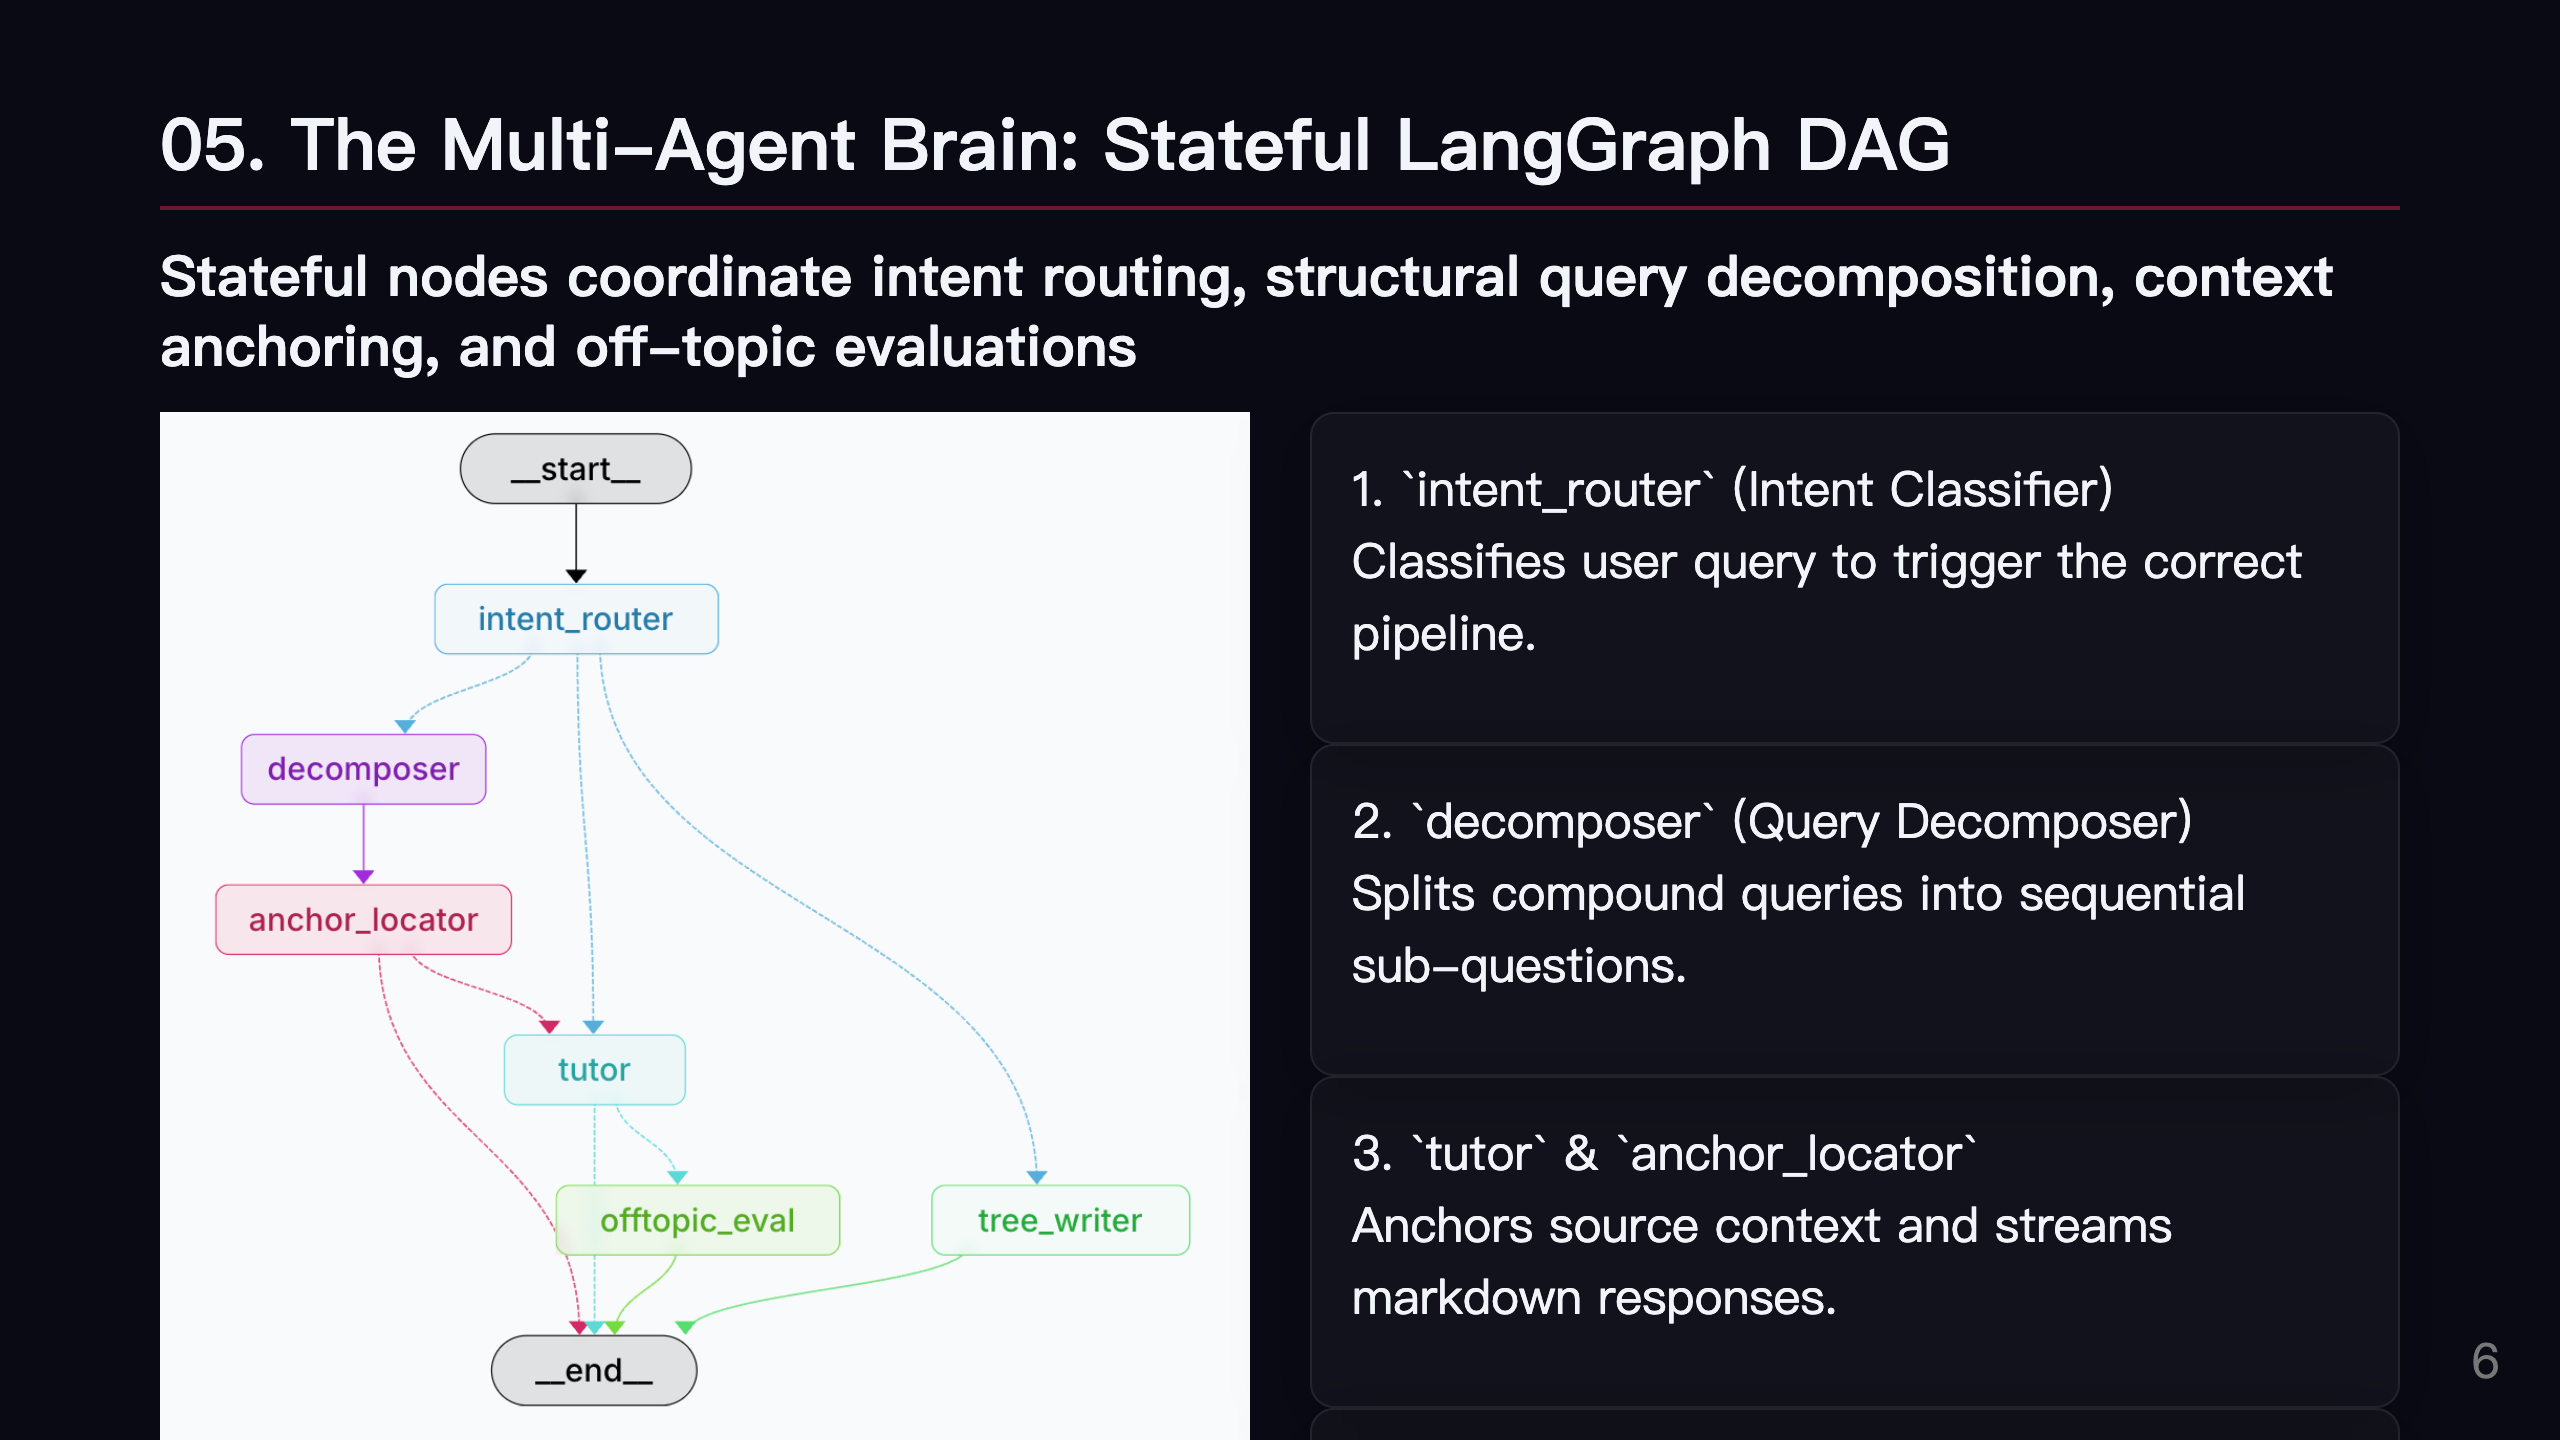 05. The Multi–Agent Brain: Stateful LangGraph DAG
Stateful nodes coordinate intent routing, structural query decomposition, context
anchoring, and off–topic evaluations
__start__
intent_router
decomposer
anchor_locator
tutor
offtopic_eval
tree_writer
__end__
1. `intent_router` (Intent Classifier)
Classifies user query to trigger the correct
pipeline.
2. `decomposer` (Query Decomposer)
Splits compound queries into sequential
sub–questions.
3. `tutor` & `anchor_locator`
Anchors source context and streams
markdown responses.
6